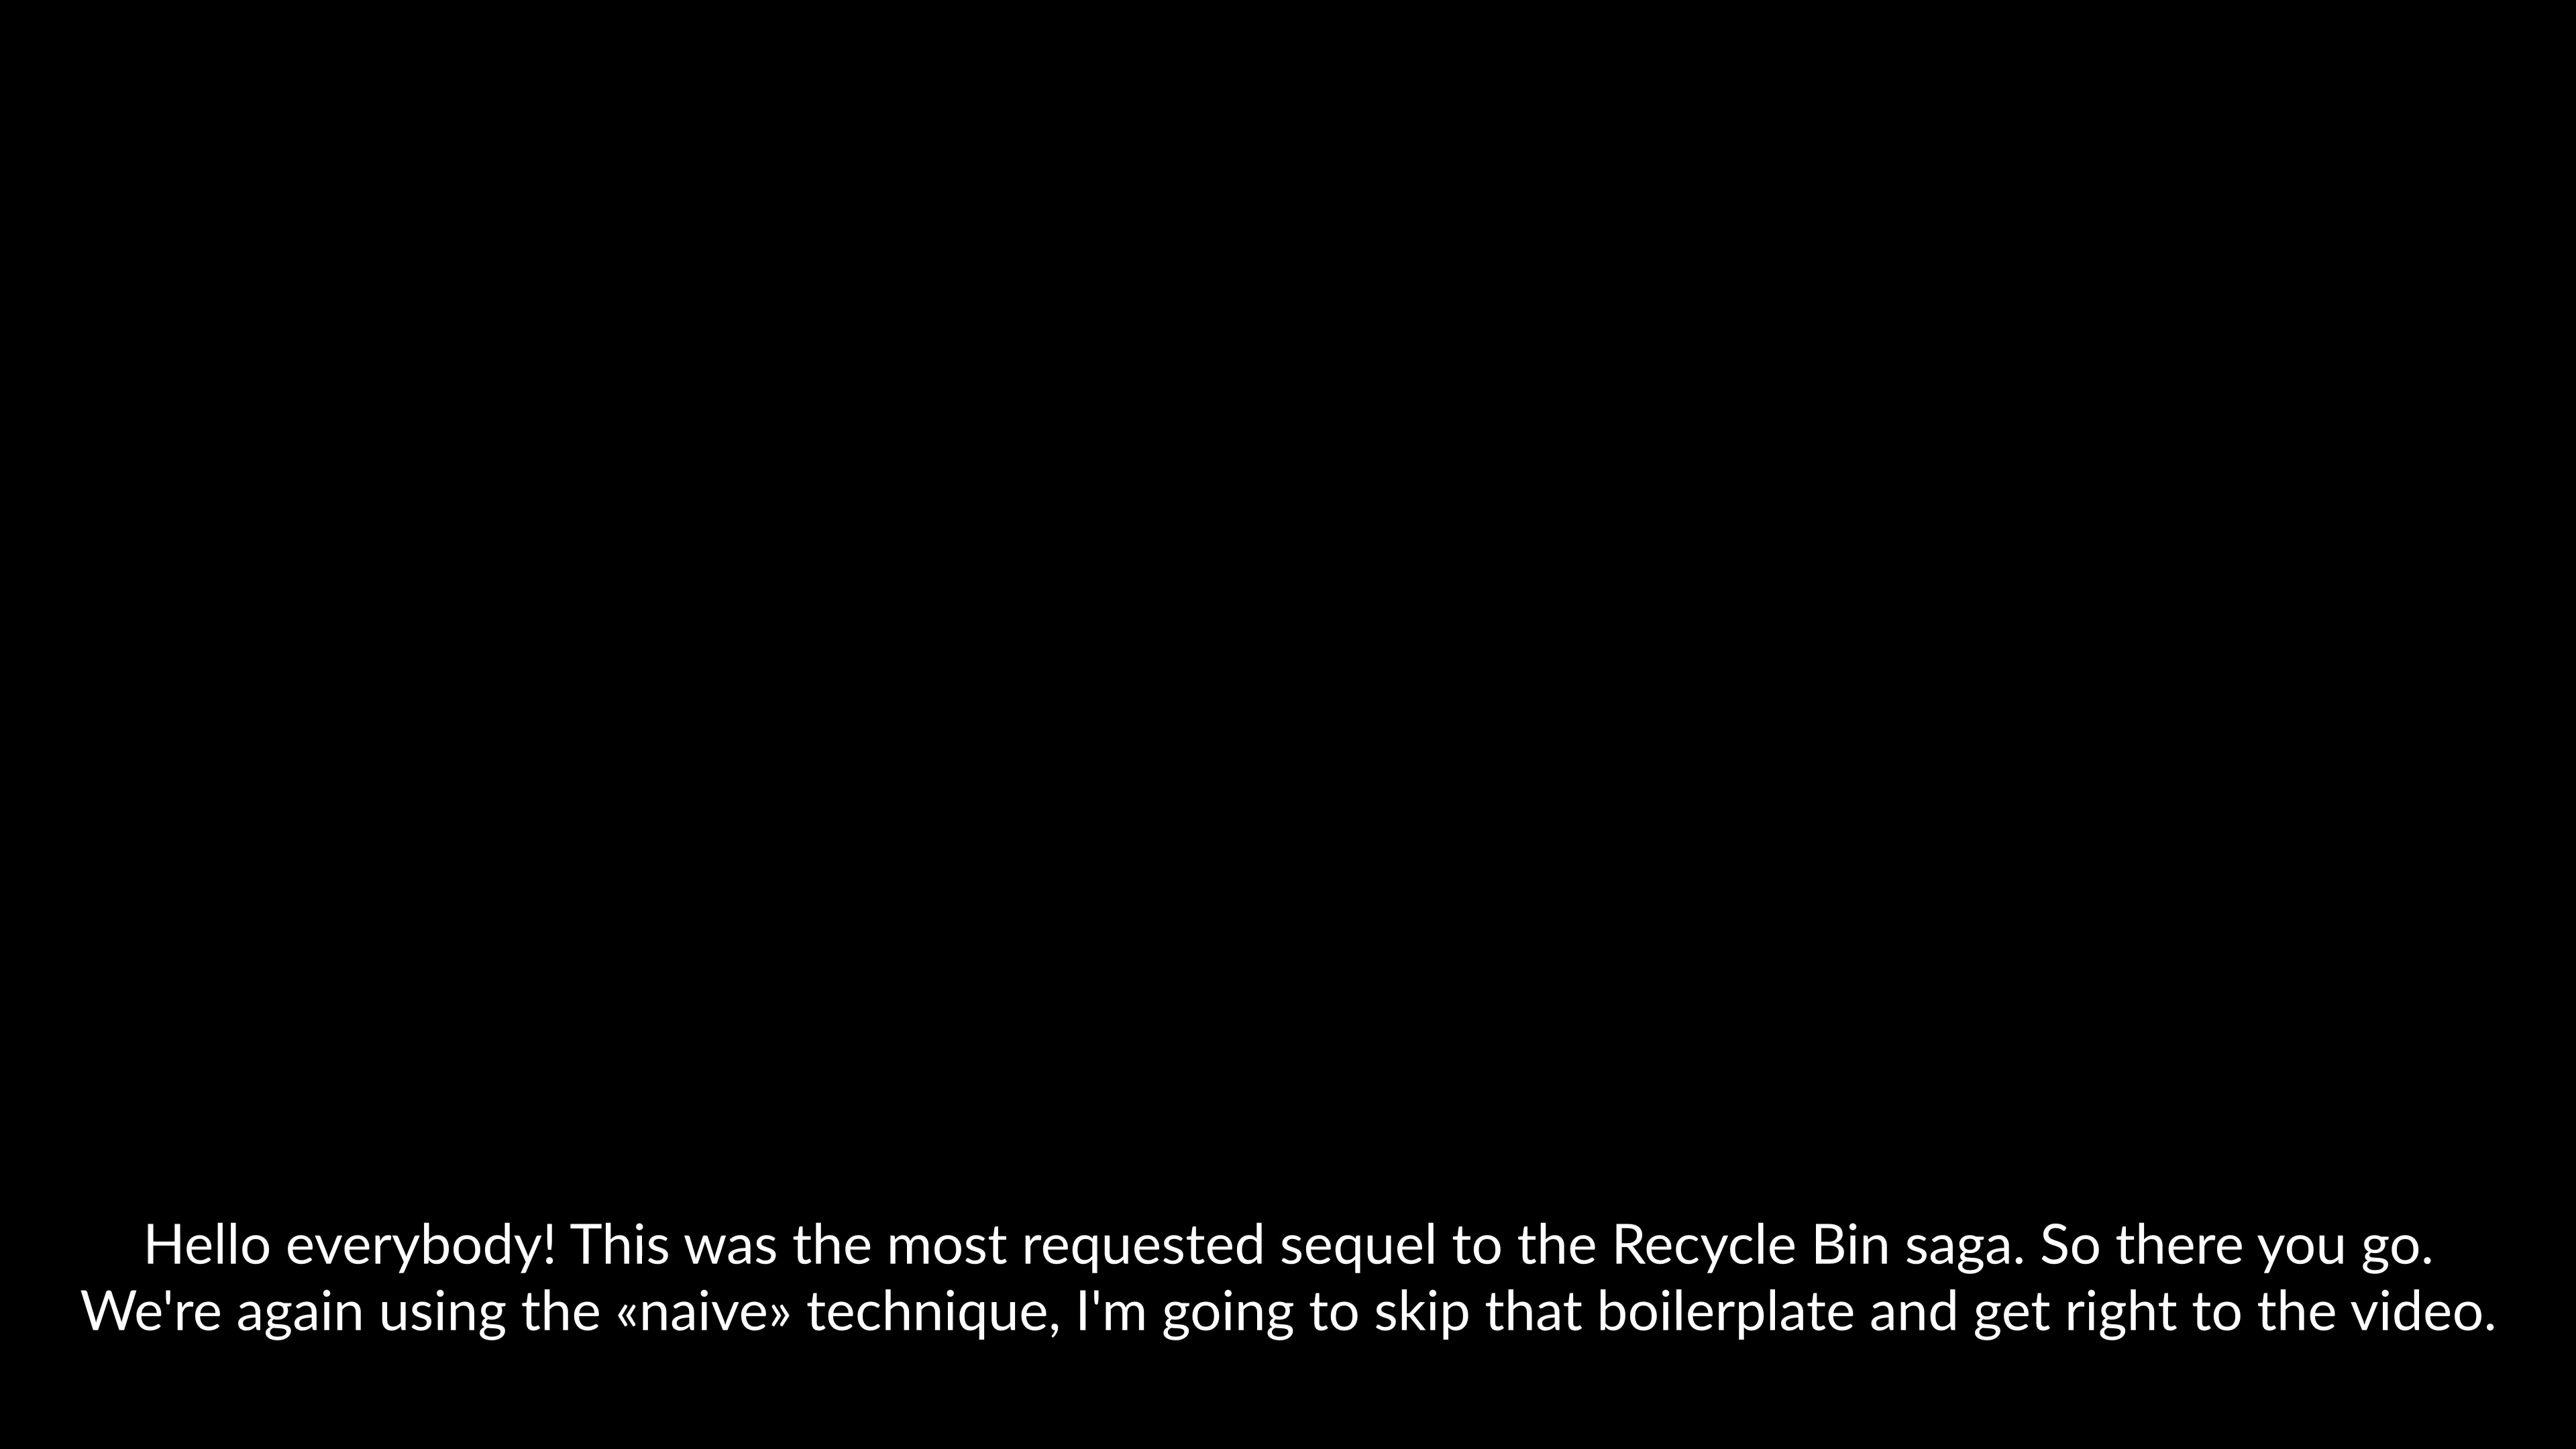 Hello everybody! This was the most requested sequel to the Recycle Bin saga. So there you go.
We're again using the «naive» technique, I'm going to skip that boilerplate and get right to the video.